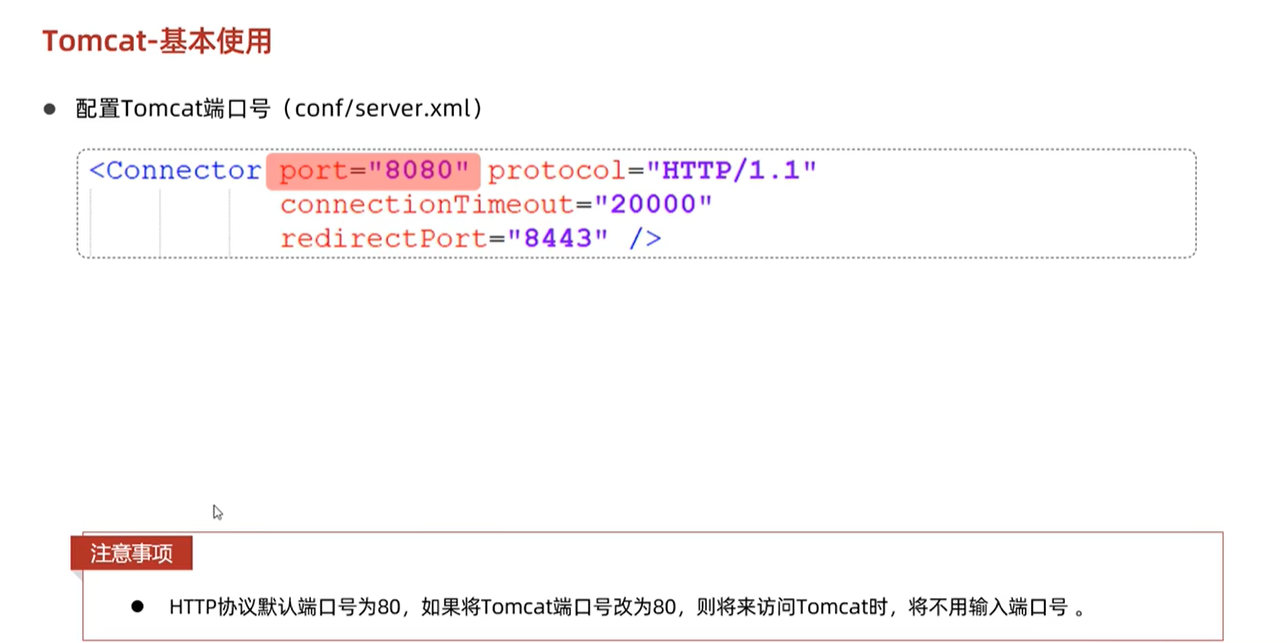 Tomcat-基本使用
● 配置Tomcat端口号（conf/server.xml）
<Connector port="8080" protocol="HTTP/1.1"
connectionTimeout="20000"
redirectPort="8443" />
注意事项
● HTTP协议默认端口号为80，如果将Tomcat端口号改为80，则将来访问Tomcat时，将不用输入端口号 。